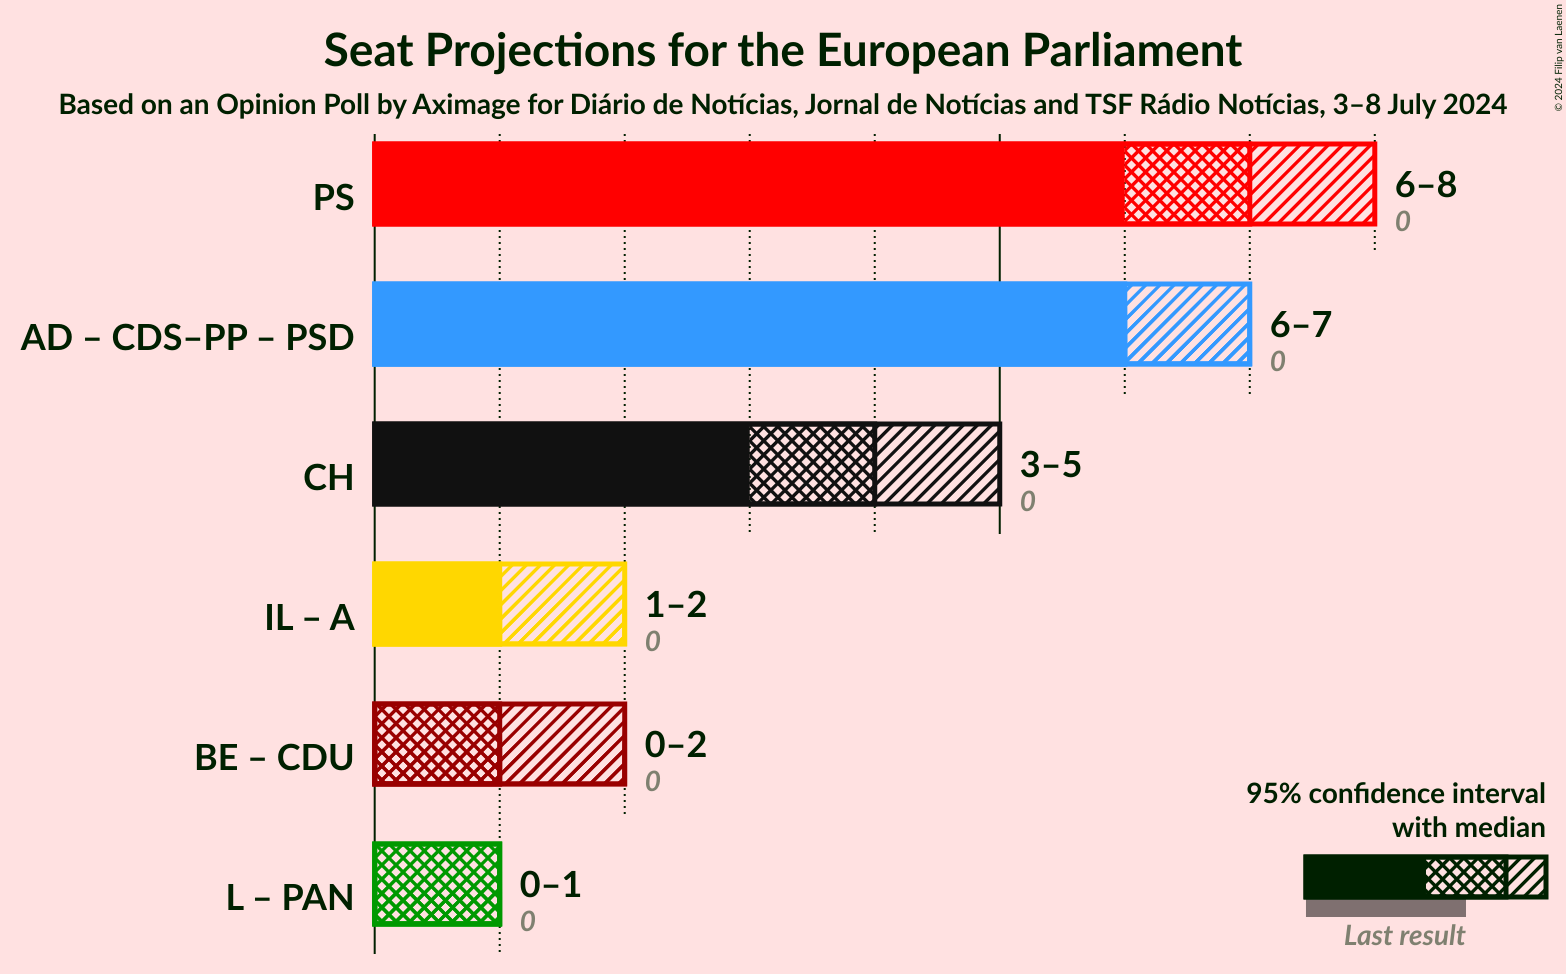 Seat Projections for the European Parliament
Based on an Opinion Poll by Aximage for Diário de Notícias, Jornal de Notícias and TSF Rádio Notícias, 3–8 July 2024
© 2024 Filip van Laenen
PS
6–8
0
AD – CDS–PP – PSD
6–7
0
CH
3–5
0
IL – A
1–2
0
BE – CDU
0–2
0
L – PAN
0–1
0
95% confidence interval
with median
Last result